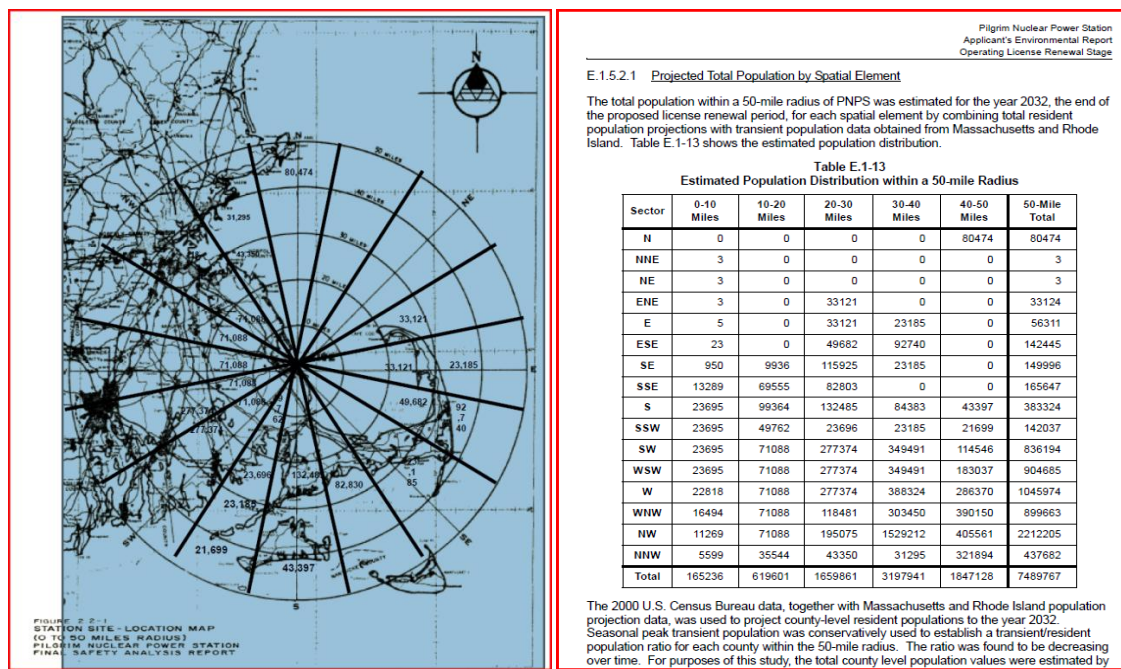 N
N
80,474
50 MILES
40 MILES
NE
NW
31,295
30 MILES
43,350
20 MILES
71,088
33,121
71,088
71,088
33,121
23,185
E
71,088
71,088
49,682
92
,7
40
277,374
277,374
62
23,696
132,485
82,830
,1
85
23,185
SW
SE
21,699
43,397
S
FIGURE 2.2-1
STATION SITE - LOCATION MAP
(0 TO 50 MILES RADIUS)
PILGRIM NUCLEAR POWER STATION
FINAL SAFETY ANALYSIS REPORT
Pilgrim Nuclear Power Station
Applicant's Environmental Report
Operating License Renewal Stage
E.1.5.2.1 Projected Total Population by Spatial Element
The total population within a 50-mile radius of PNPS was estimated for the year 2032, the end of
the proposed license renewal period, for each spatial element by combining total resident
population projections with transient population data obtained from Massachusetts and Rhode
Island. Table E.1-13 shows the estimated population distribution.
Table E.1-13
Estimated Population Distribution within a 50-mile Radius
Sector 0-10 Miles 10-20 Miles 20-30 Miles 30-40 Miles 40-50 Miles 50-Mile Total
N 0 0 0 0 80474 80474
NNE 3 0 0 0 0 3
NE 3 0 0 0 0 3
ENE 3 0 33121 0 0 33124
E 5 0 33121 23185 0 56311
ESE 23 0 49682 92740 0 142445
SE 950 9936 115925 23185 0 149996
SSE 13289 69555 82803 0 0 165647
S 23695 99364 132485 84383 43397 383324
SSW 23695 49762 23696 23185 21699 142037
SW 23695 71088 277374 349491 114546 836194
WSW 23695 71088 277374 349491 183037 904685
W 22818 71088 277374 388324 286370 1045974
WNW 16494 71088 118481 303450 390150 899663
NW 11269 71088 195075 1529212 405561 2212205
NNW 5599 35544 43350 31295 321894 437682
Total 165236 619601 1659861 3197941 1847128 7489767
The 2000 U.S. Census Bureau data, together with Massachusetts and Rhode Island population
projection data, was used to project county-level resident populations to the year 2032.
Seasonal peak transient population was conservatively used to establish a transient/resident
population ratio for each county within the 50-mile radius. The ratio was found to be decreasing
over time. For purposes of this study, the total county level population values were estimated by